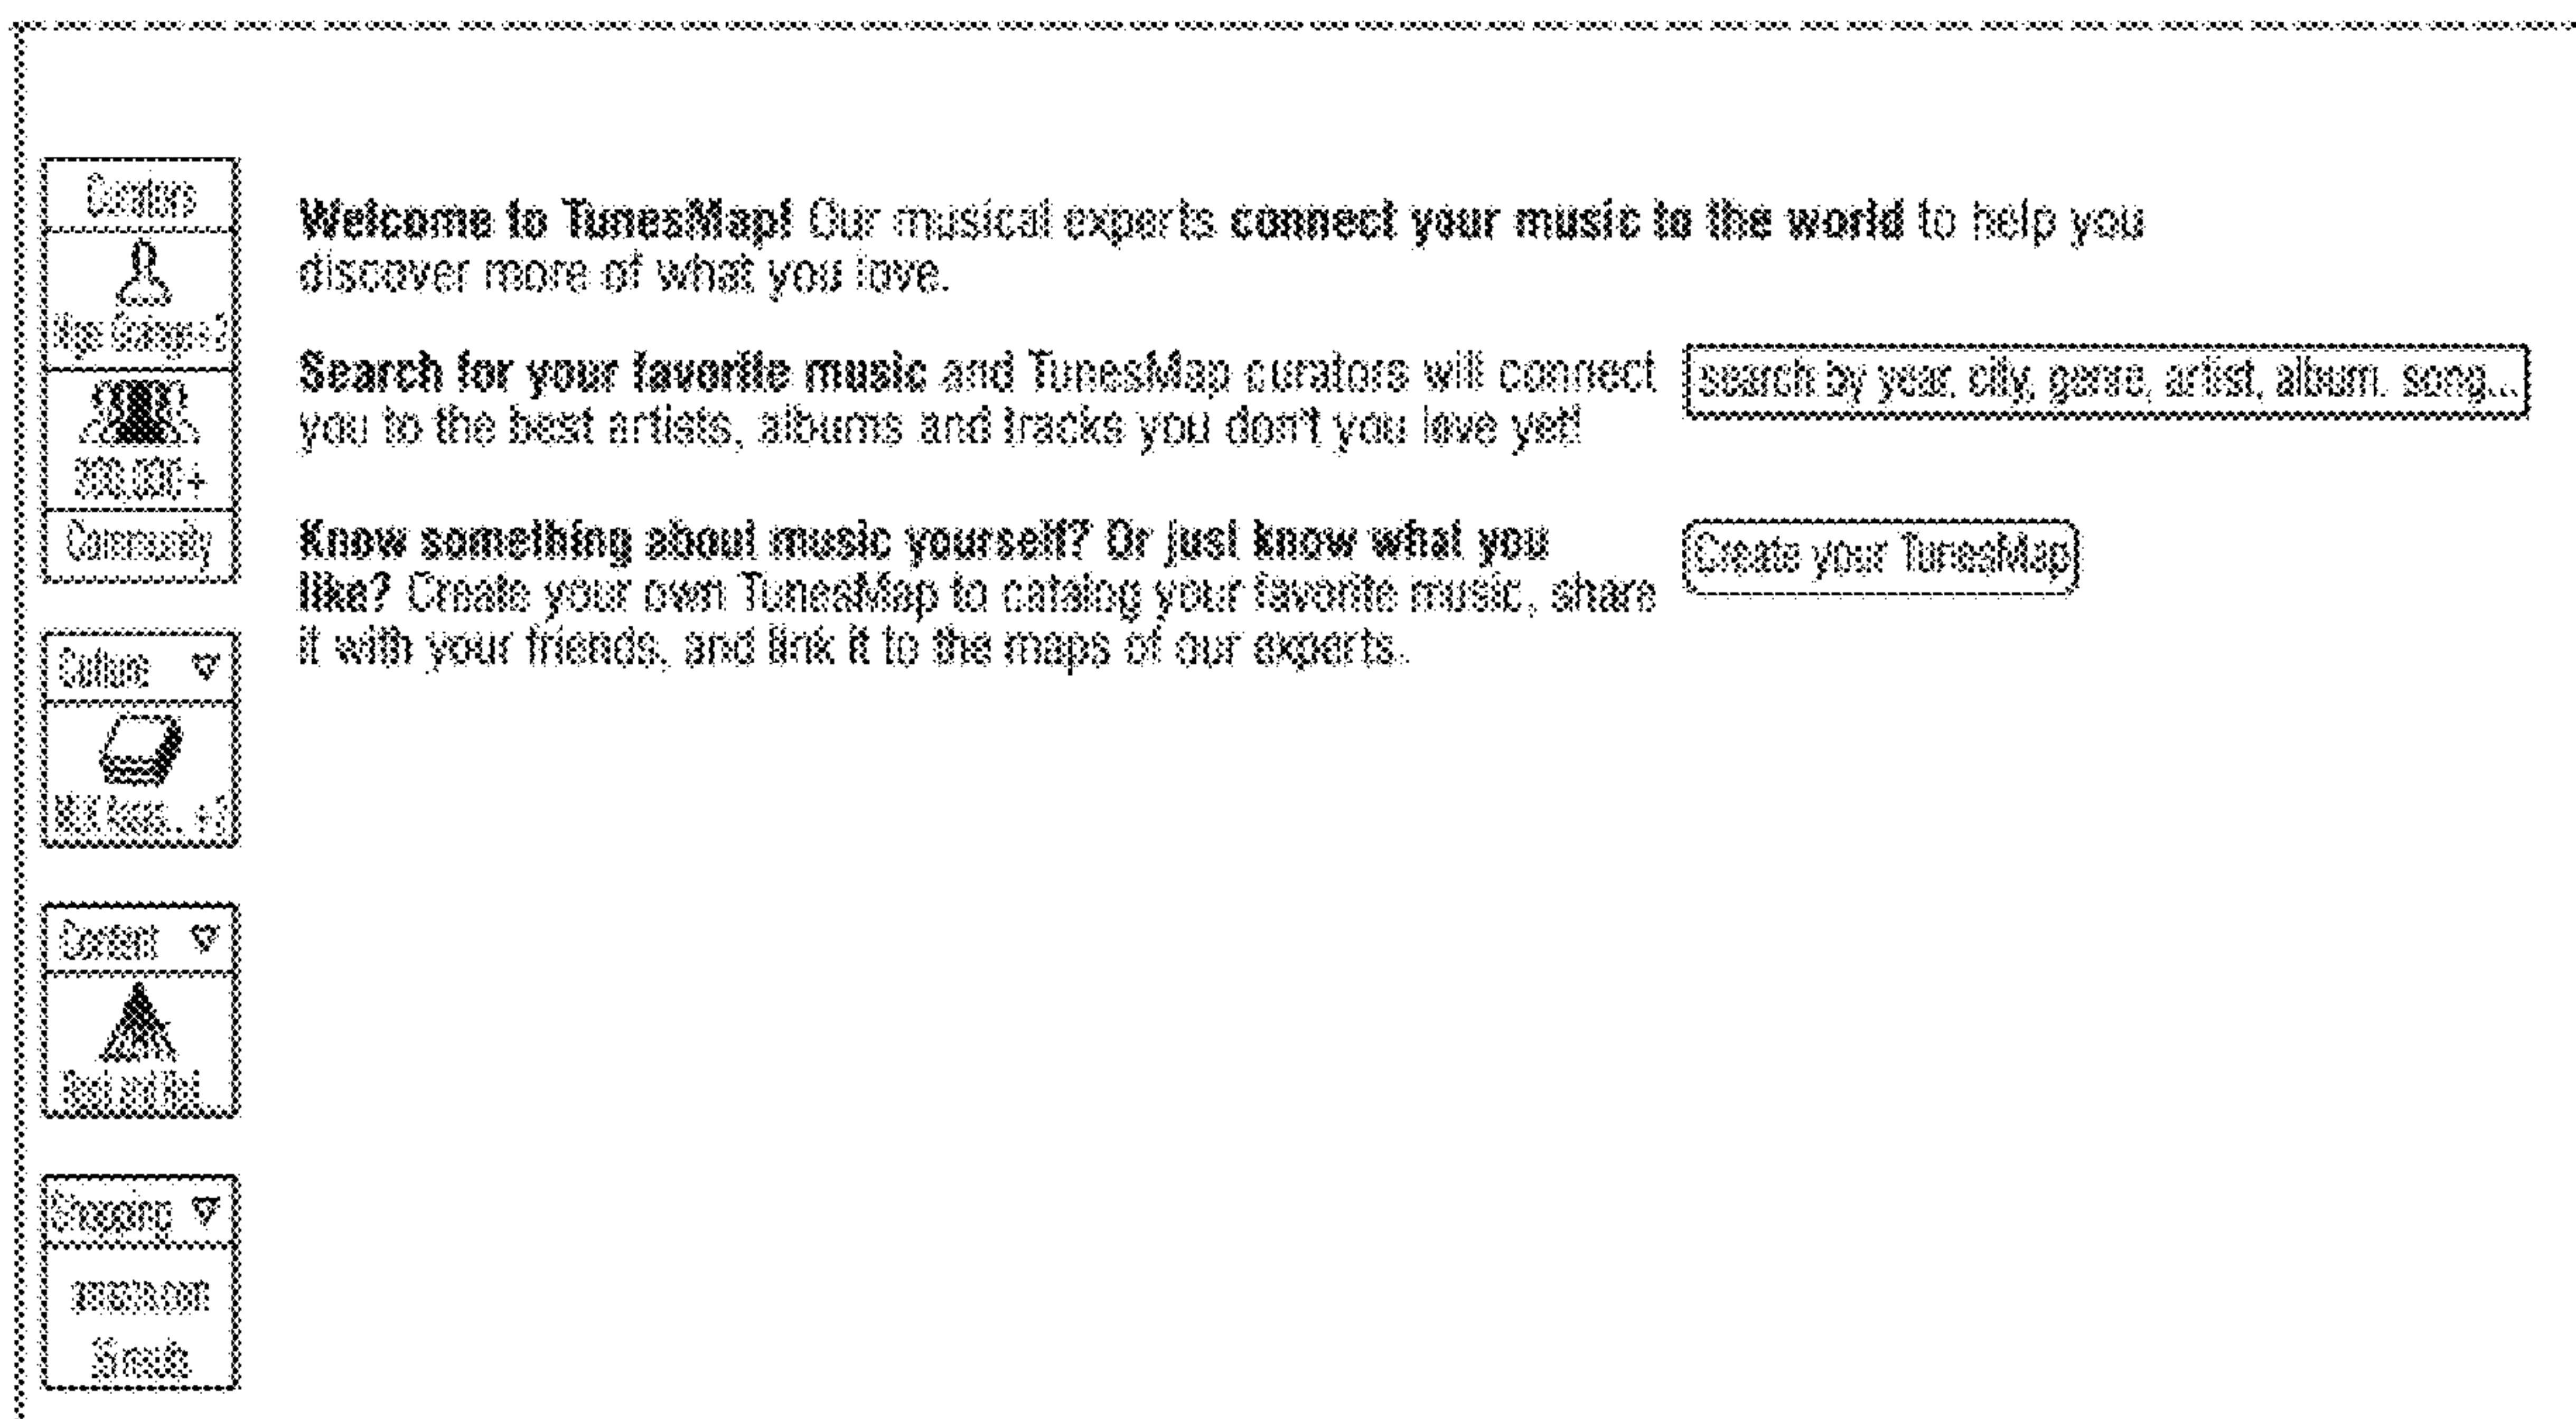 Curators
200,000+
Community
Culture
Content
Shopping
amazon.com
Welcome to TunesMap! Our musical experts connect your music to the world to help you
discover more of what you love.
Search for your favorite music and TunesMap curators will connect
you to the best artists, albums and tracks you don't you love yet!
search by year, city, genre, artist, album. song...
Know something about music yourself? Or just know what you
like? Create your own TunesMap to catalog your favorite music, share
it with your friends, and link it to the maps of our experts.
Create your TunesMap